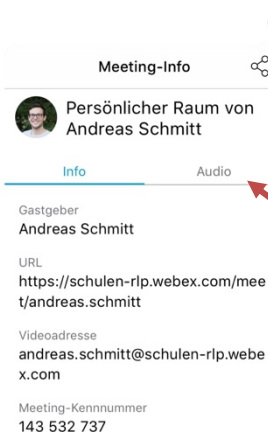 Meeting-Info
Persönlicher Raum von
Andreas Schmitt
Info
Audio
Gastgeber
Andreas Schmitt
URL
https://schulen-rlp.webex.com/mee
t/andreas.schmitt
Videoadresse
andreas.schmitt@schulen-rlp.webe
x.com
Meeting-Kennnummer
143 532 737